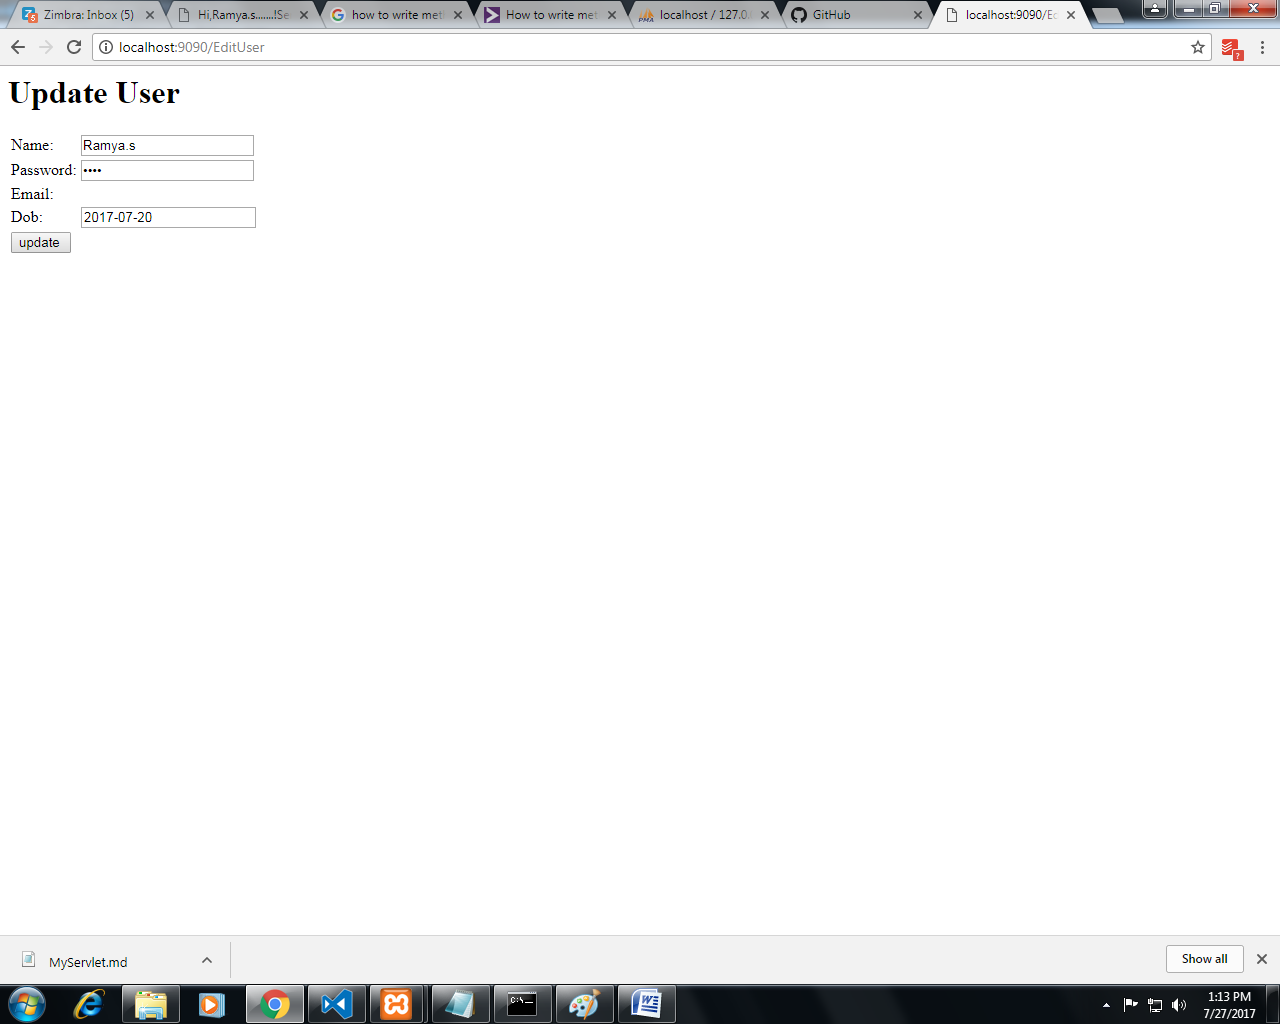 Zimbra: Inbox (5)
Hi,Ramya.s.......!Se
how to write met
How to write met
localhost / 127.0.
GitHub
localhost:9090/Ed
localhost:9090/EditUser
Update User
Name: Ramya.s
Password: ••••
Email:
Dob: 2017-07-20
update
MyServlet.md
Show all
1:13 PM
7/27/2017